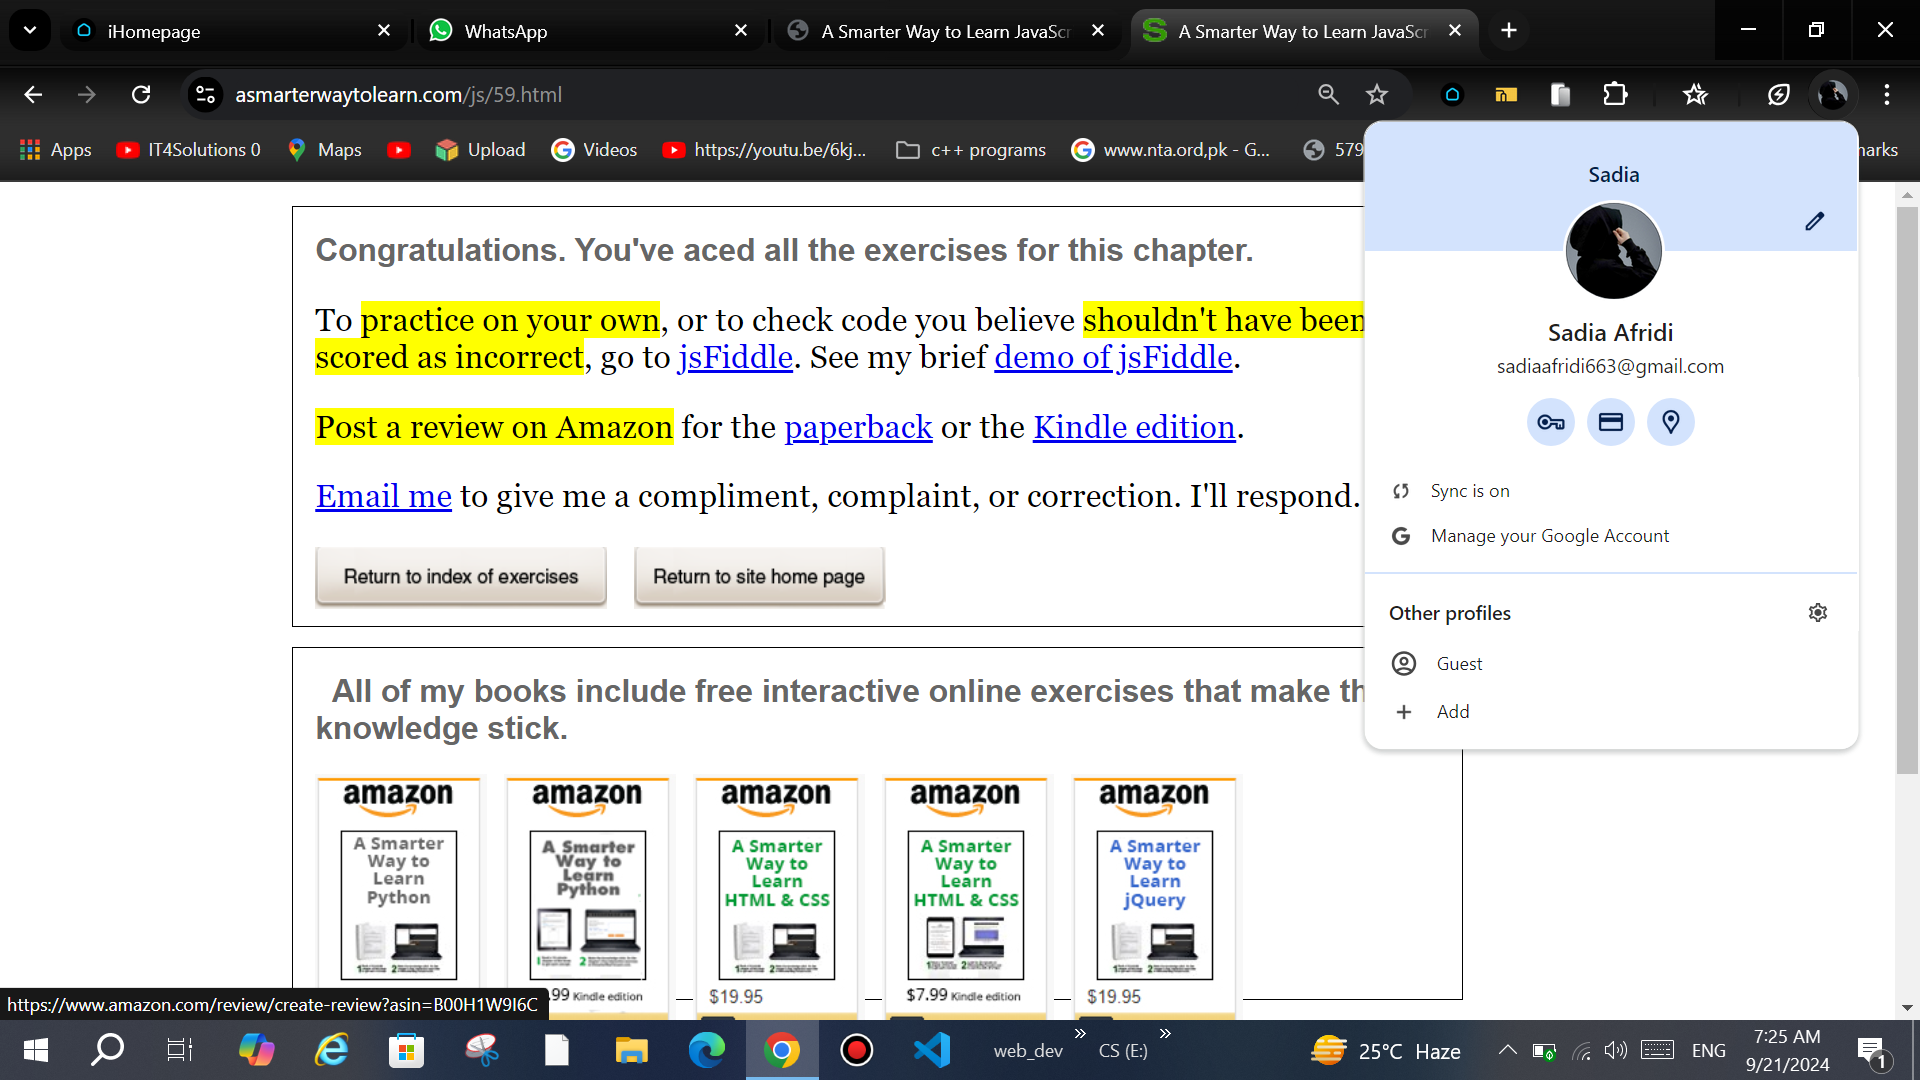 iHomepage
WhatsApp
A Smarter Way to Learn JavaScr
A Smarter Way to Learn JavaScr
asmarterwaytolearn.com/js/59.html
Apps
IT4Solutions 0
Maps
Upload
Videos
https://youtu.be/6kj...
c++ programs
www.nta.ord,pk - G...
579
narks
Congratulations. You've aced all the exercises for this chapter.
To practice on your own, or to check code you believe shouldn't have been
scored as incorrect, go to jsFiddle. See my brief demo of jsFiddle.
Post a review on Amazon for the paperback or the Kindle edition.
Email me to give me a compliment, complaint, or correction. I'll respond.
Return to index of exercises
Return to site home page
All of my books include free interactive online exercises that make th
knowledge stick.
Sadia
Sadia Afridi
sadiaafridi663@gmail.com
Sync is on
Manage your Google Account
Other profiles
Guest
Add
amazon
A Smarter
Way to
Learn
Python
amazon
A Smarter
Way to
Learn
Python
.99 Kindle edition
amazon
A Smarter
Way to
Learn
HTML & CSS
$19.95
amazon
A Smarter
Way to
Learn
HTML & CSS
$7.99 Kindle edition
amazon
A Smarter
Way to
Learn
jQuery
$19.95
https://www.amazon.com/review/create-review?asin=B00H1W9I6C
web_dev
CS (E:)
25°C Haze
ENG
7:25 AM
9/21/2024
1